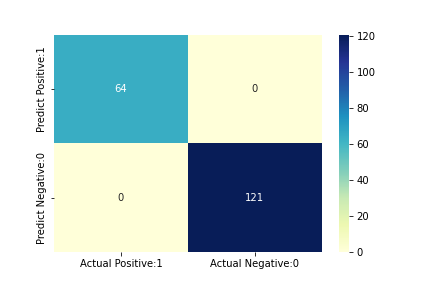 Predict Positive:1
Predict Negative:0
64
0
0
121
Actual Positive:1
Actual Negative:0
120
100
80
60
40
20
0